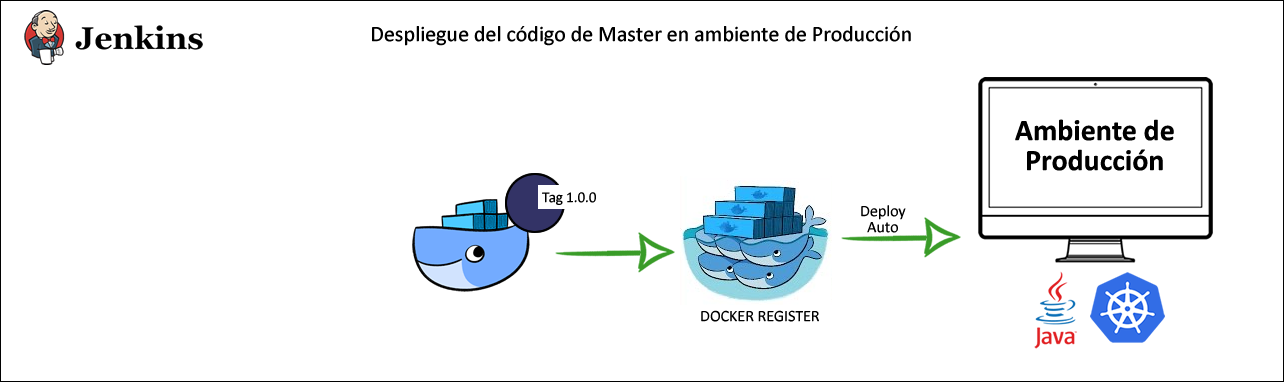 Jenkins
Despliegue del código de Master en ambiente de Producción
Ambiente de
Producción
Tag 1.0.0
Deploy
Auto
DOCKER REGISTER
Java